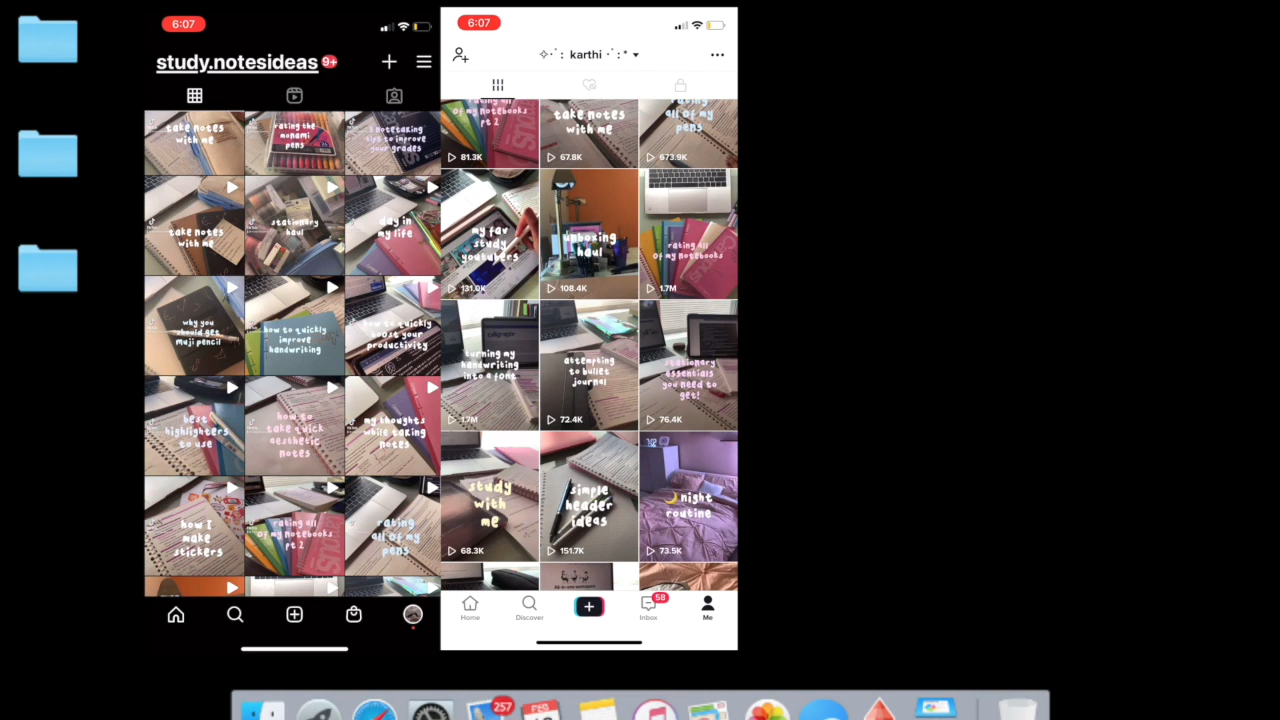 6:07
study.notesideas 9+
take notes
with me
rating the
monami
pens
notetaking
tips to improve
your grades
take notes
with me
stationary
haul
day in
my life
why you
should get
muji pencil
how to quickly
improve
handwriting
how to quickly
boost your
productivity
best
highlighters
to use
how to
take quick
aesthetic
notes
my thoughts
while taking
notes
how I
make
stickers
rating all
of my notebooks
pt 2
rating
all of my
pens
6:07
✧･ﾟ: karthi ･ﾟ:*
rating all
of my notebooks
pt 2
81.3K
take notes
with me
67.8K
rating
all of my
pens
673.9K
my fav
study
youtubers
131.0K
unboxing
haul
108.4K
rating all
of my notebooks
1.7M
turning my
handwriting
into a font
1.7M
attempting
to bullet
journal
72.4K
stationary
essentials
you need to
get!
76.4K
study
with
me
68.3K
simple
header
ideas
151.7K
🌙 night
routine
73.5K
Home
Discover
58
Inbox
Me
257